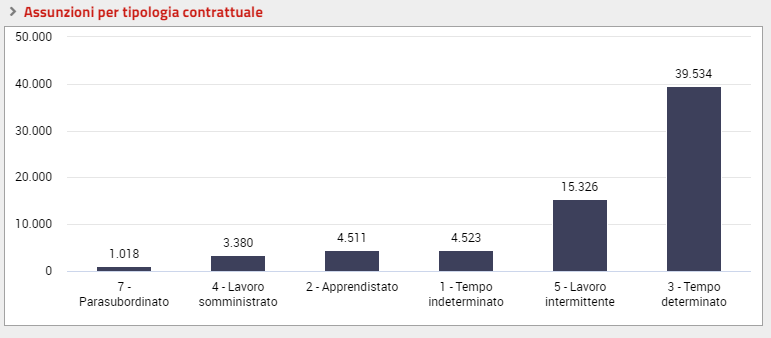 Assunzioni per tipologia contrattuale
50.000
40.000
30.000
20.000
10.000
0
1.018
3.380
4.511
4.523
15.326
39.534
7 -
Parasubordinato
4 - Lavoro
somministrato
2 - Apprendistato
1 - Tempo
indeterminato
5 - Lavoro
intermittente
3 - Tempo
determinato